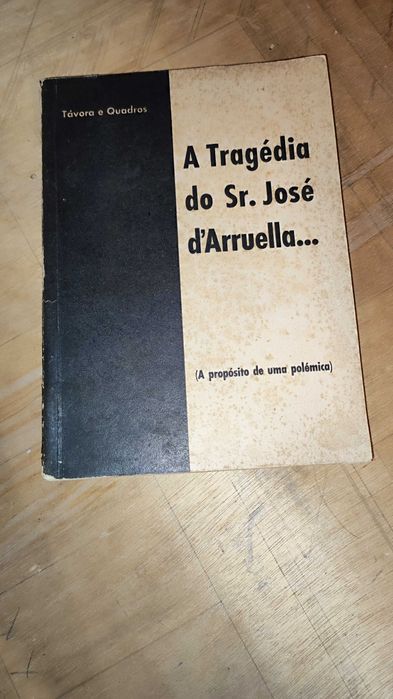 Távora e Quadros
A Tragédia
do Sr. José
d'Arruella...
(A propósito de uma polémica)